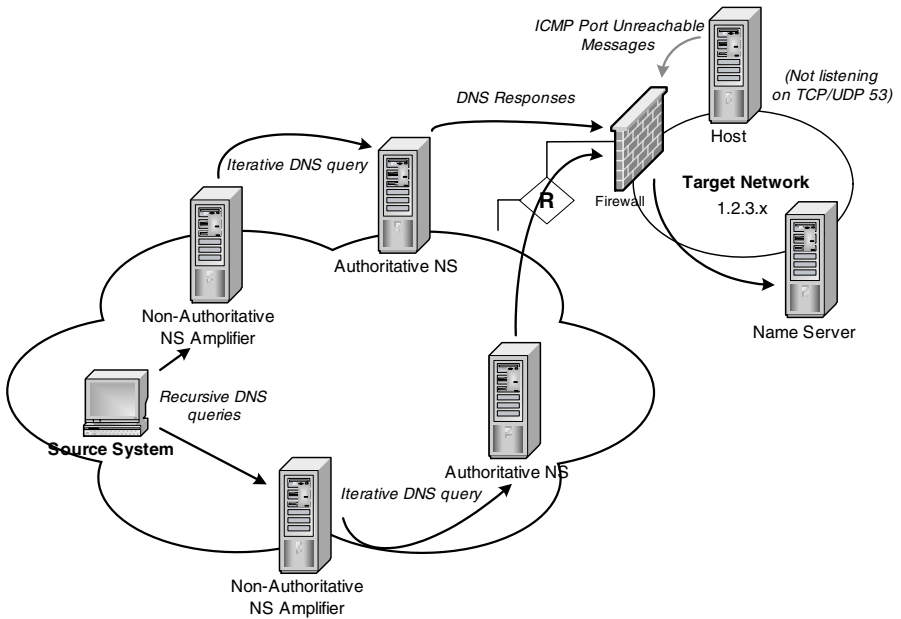 ICMP Port Unreachable
Messages
(Not listening
on TCP/UDP 53)
DNS Responses
Host
Iterative DNS query
Target Network
1.2.3.x
R
Firewall
Authoritative NS
Non-Authoritative
NS Amplifier
Name Server
Recursive DNS
queries
Source System
Authoritative NS
Iterative DNS query
Non-Authoritative
NS Amplifier